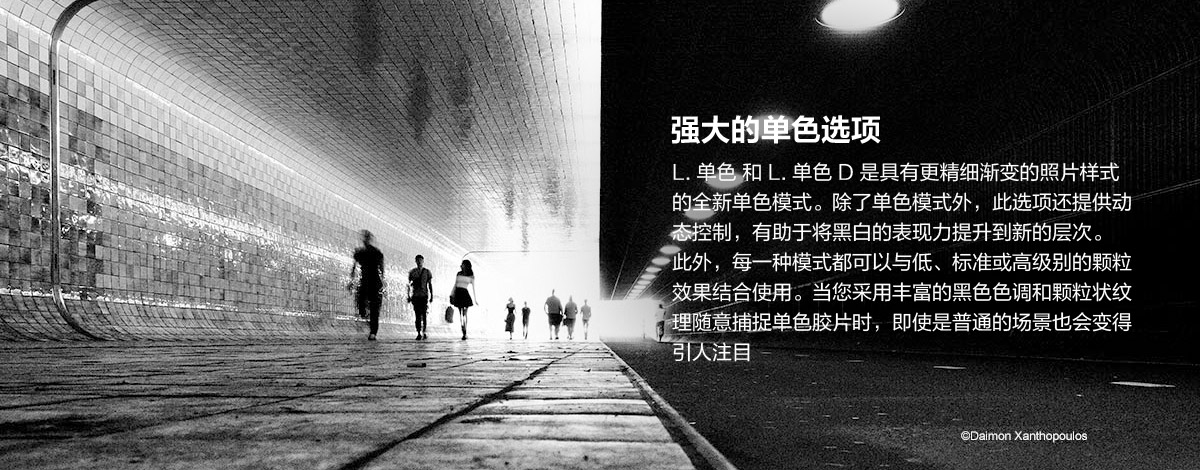 强大的单色选项
L. 单色 和 L. 单色 D 是具有更精细渐变的照片样式
的全新单色模式。除了单色模式外，此选项还提供动
态控制，有助于将黑白的表现力提升到新的层次。
此外，每一种模式都可以与低、标准或高级别的颗粒
效果结合使用。当您采用丰富的黑色色调和颗粒状纹
理随意捕捉单色胶片时，即使是普通的场景也会变得
引人注目
©Daimon Xanthopoulos